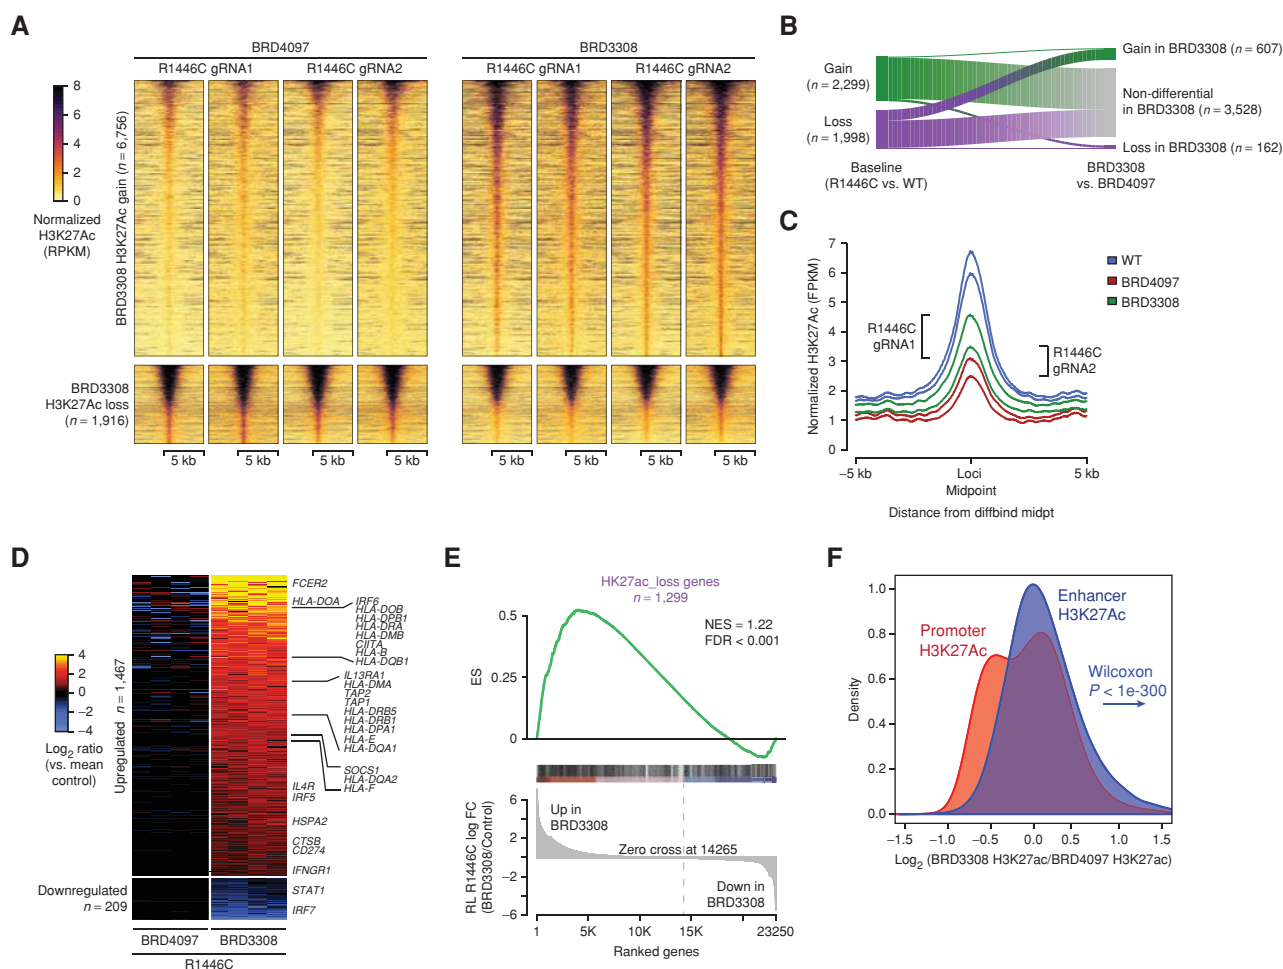 A
BRD4097
BRD3308
R1446C gRNA1
R1446C gRNA2
R1446C gRNA1
R1446C gRNA2
8
6
4
2
0
Normalized
H3K27Ac
(RPKM)
BRD3308 H3K27Ac gain (n = 6,756)
BRD3308
H3K27Ac loss
(n = 1,916)
5 kb
5 kb
5 kb
5 kb
5 kb
5 kb
5 kb
5 kb
B
Gain
(n = 2,299)
Loss
(n = 1,998)
Baseline
(R1446C vs. WT)
Gain in BRD3308 (n = 607)
Non-differential
in BRD3308 (n = 3,528)
Loss in BRD3308 (n = 162)
BRD3308
vs. BRD4097
C
Normalized H3K27Ac (FPKM)
7
6
5
4
3
2
1
0
R1446C
gRNA1
R1446C
gRNA2
WT
BRD4097
BRD3308
−5 kb
Loci
Midpoint
5 kb
Distance from diffbind midpt
D
4
2
0
−2
−4
Log2 ratio
(vs. mean
control)
Upregulated n = 1,467
Downregulated
n = 209
FCER2
HLA-DOA
IRF6
HLA-DOB
HLA-DPB1
HLA-DRA
HLA-DMB
CIITA
HLA-B
HLA-DQB1
IL13RA1
HLA-DMA
TAP2
TAP1
HLA-DRB5
HLA-DRB1
HLA-DPA1
HLA-E
HLA-DQA1
SOCS1
HLA-DQA2
HLA-F
IL4R
IRF5
HSPA2
CTSB
CD274
IFNGR1
STAT1
IRF7
BRD4097
BRD3308
R1446C
E
HK27ac_loss genes
n = 1,299
NES = 1.22
FDR < 0.001
ES
0.5
0.25
0
RL R1446C log FC
(BRD3308/Control)
6
2
−2
−6
Up in
BRD3308
Zero cross at 14265
Down in
BRD3308
1
5K
10K
15K
23250
Ranked genes
F
Density
1.0
0.8
0.6
0.4
0.2
0.0
Promoter
H3K27Ac
Enhancer
H3K27Ac
Wilcoxon
P < 1e-300
−1.5
−1.0
−0.5
0.0
0.5
1.0
1.5
Log2 (BRD3308 H3K27ac/BRD4097 H3K27ac)